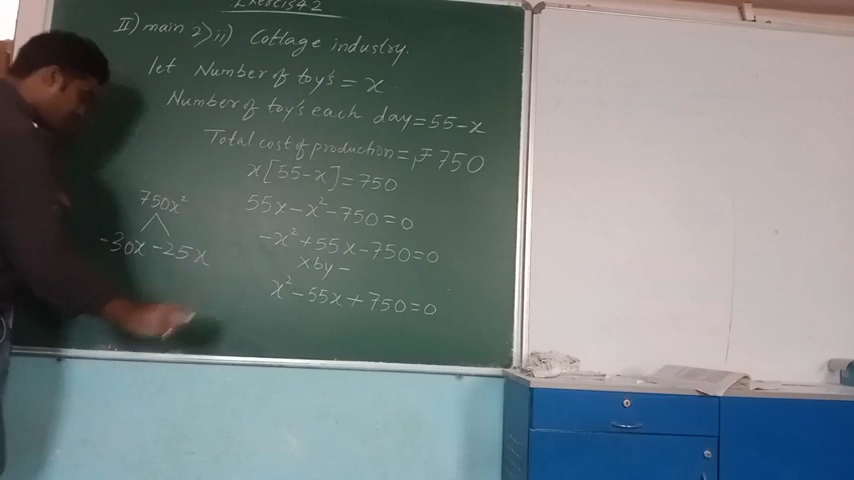 Exercis4.2
II) main 2) ii) Cottage industry.
let Number of toy's = x
Number of toy's each day = 55-x
Total cost of production = ₹750
x[55-x] = 750
55x-x²-750=0
-x²+55x-750=0
x by -
x²-55x+750=0
750x²
-30x -25x